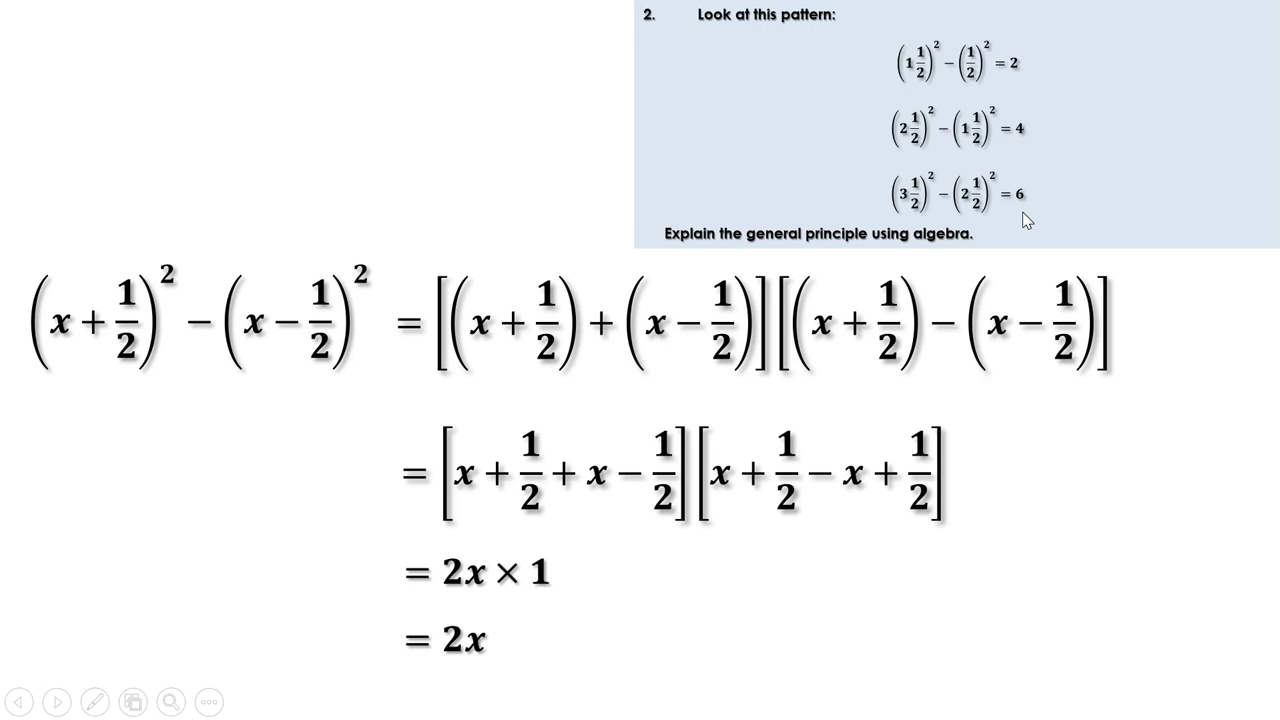 2. Look at this pattern:
(1 1/2)² − (1/2)² = 2
(2 1/2)² − (1 1/2)² = 4
(3 1/2)² − (2 1/2)² = 6
Explain the general principle using algebra.
(x + 1/2)² − (x − 1/2)² = [(x + 1/2) + (x − 1/2)][(x + 1/2) − (x − 1/2)]
= [x + 1/2 + x − 1/2][x + 1/2 − x + 1/2]
= 2x × 1
= 2x